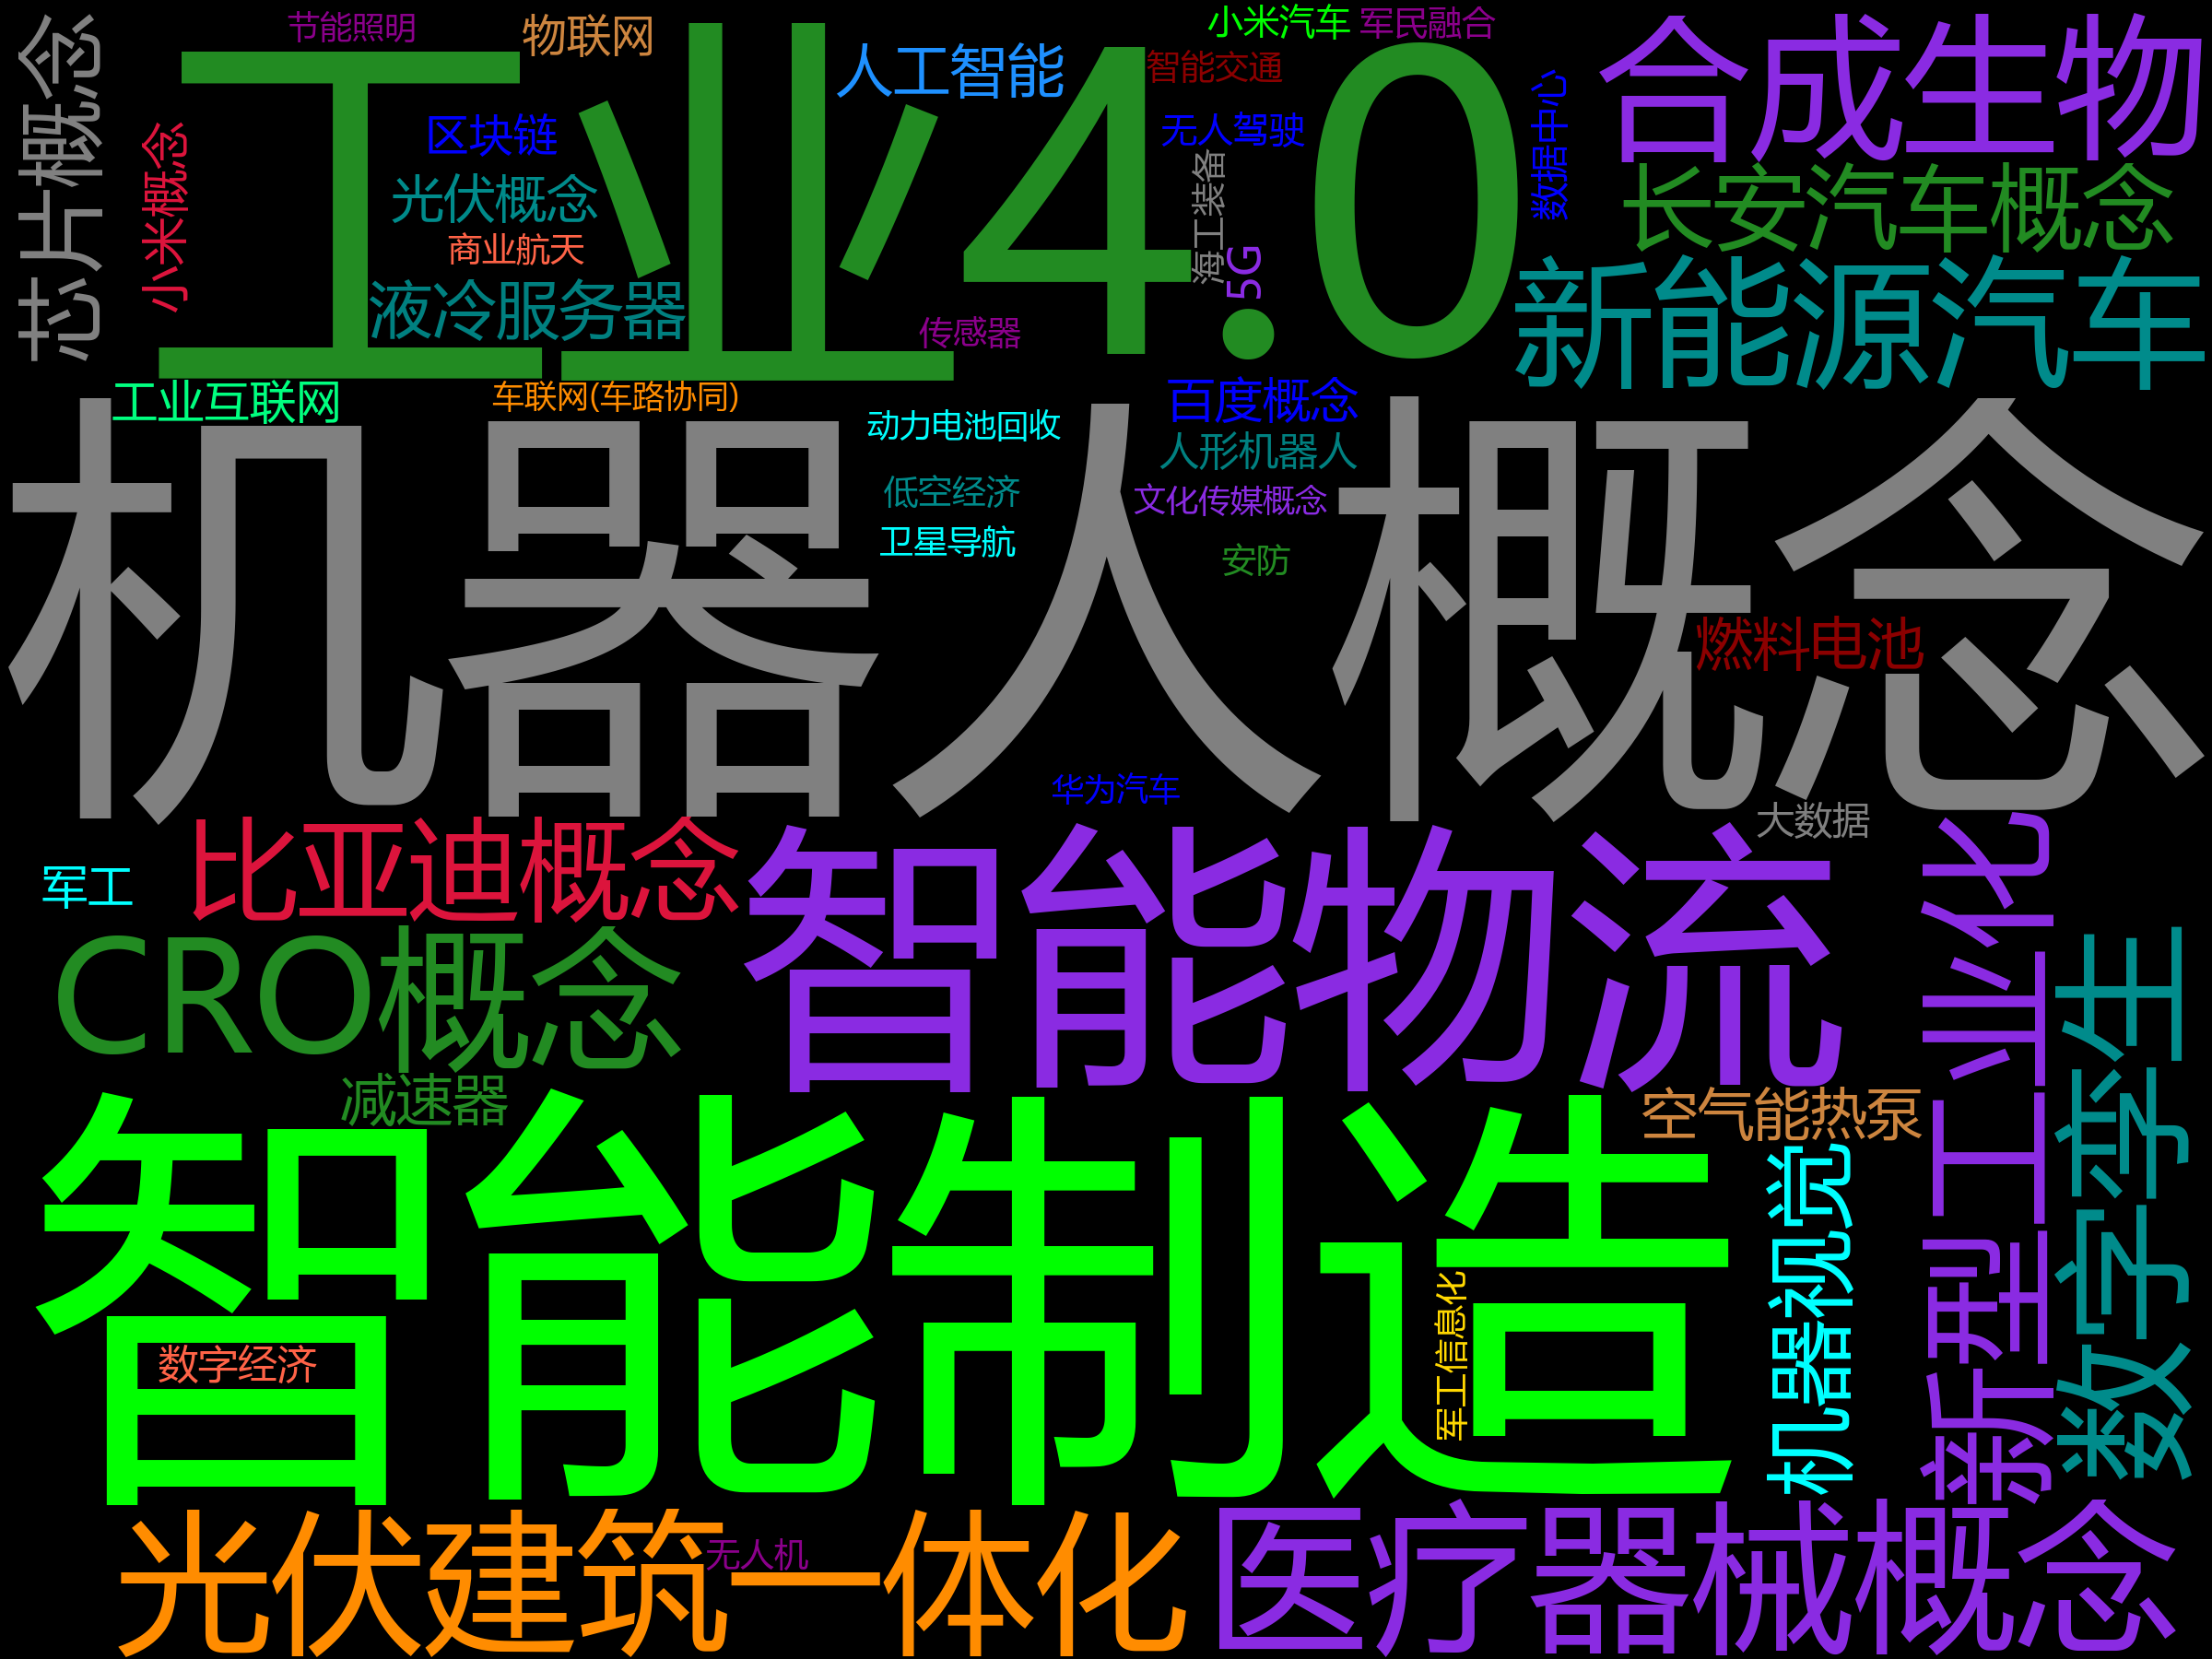 节能照明
物联网
小米汽车
军民融合
合成生物
芯片概念
工业4.0
人工智能
智能交通
数据中心
小米概念
区块链
无人驾驶
海工装备
长安汽车概念
光伏概念
商业航天
5G
新能源汽车
液冷服务器
传感器
工业互联网
车联网(车路协同)
百度概念
动力电池回收
人形机器人
机器人概念
低空经济
文化传媒概念
卫星导航
安防
燃料电池
华为汽车
大数据
比亚迪概念
智能物流
新型工业化
军工
CRO概念
数字孪生
减速器
空气能热泵
智能制造
机器视觉
军工信息化
数字经济
光伏建筑一体化
无人机
医疗器械概念